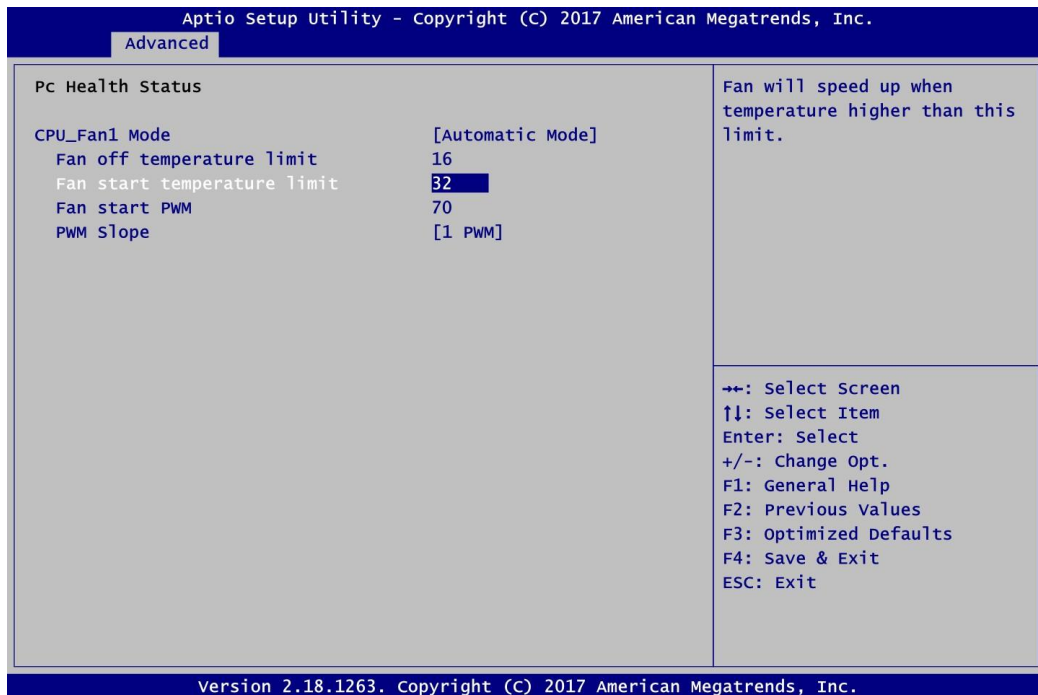 Aptio Setup Utility - Copyright (C) 2017 American Megatrends, Inc.
Advanced
Pc Health Status
CPU_Fan1 Mode [Automatic Mode]
Fan off temperature limit 16
Fan start temperature limit 32
Fan start PWM 70
PWM Slope [1 PWM]
Fan will speed up when
temperature higher than this
limit.
→←: Select Screen
↑↓: Select Item
Enter: Select
+/-: Change Opt.
F1: General Help
F2: Previous Values
F3: Optimized Defaults
F4: Save & Exit
ESC: Exit
Version 2.18.1263. Copyright (C) 2017 American Megatrends, Inc.